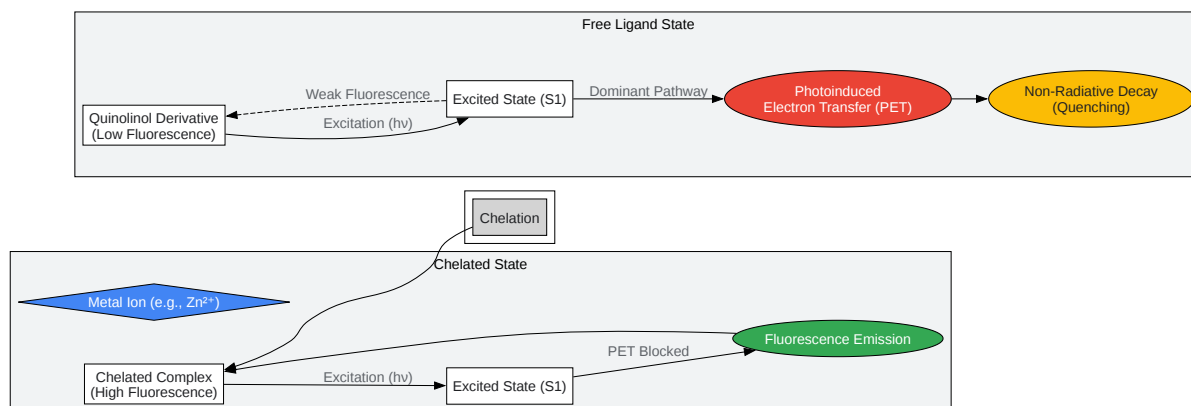 Free Ligand State
Weak Fluorescence
Quinolinol Derivative
(Low Fluorescence)
Excitation (hν)
Excited State (S1)
Dominant Pathway
Photoinduced
Electron Transfer (PET)
Non-Radiative Decay
(Quenching)
Chelation
Chelated State
Metal Ion (e.g., Zn²⁺)
Chelated Complex
(High Fluorescence)
Excitation (hν)
Excited State (S1)
PET Blocked
Fluorescence Emission